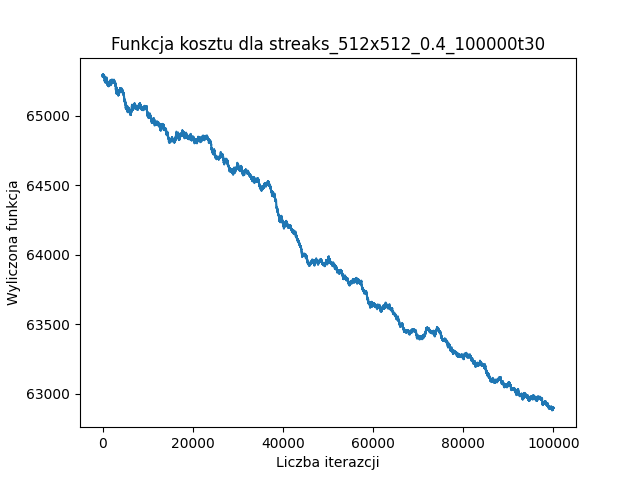 Funkcja kosztu dla streaks_512x512_0.4_100000t30
Wyliczona funkcja
65000
64500
64000
63500
63000
0 20000 40000 60000 80000 100000
Liczba iterazcji